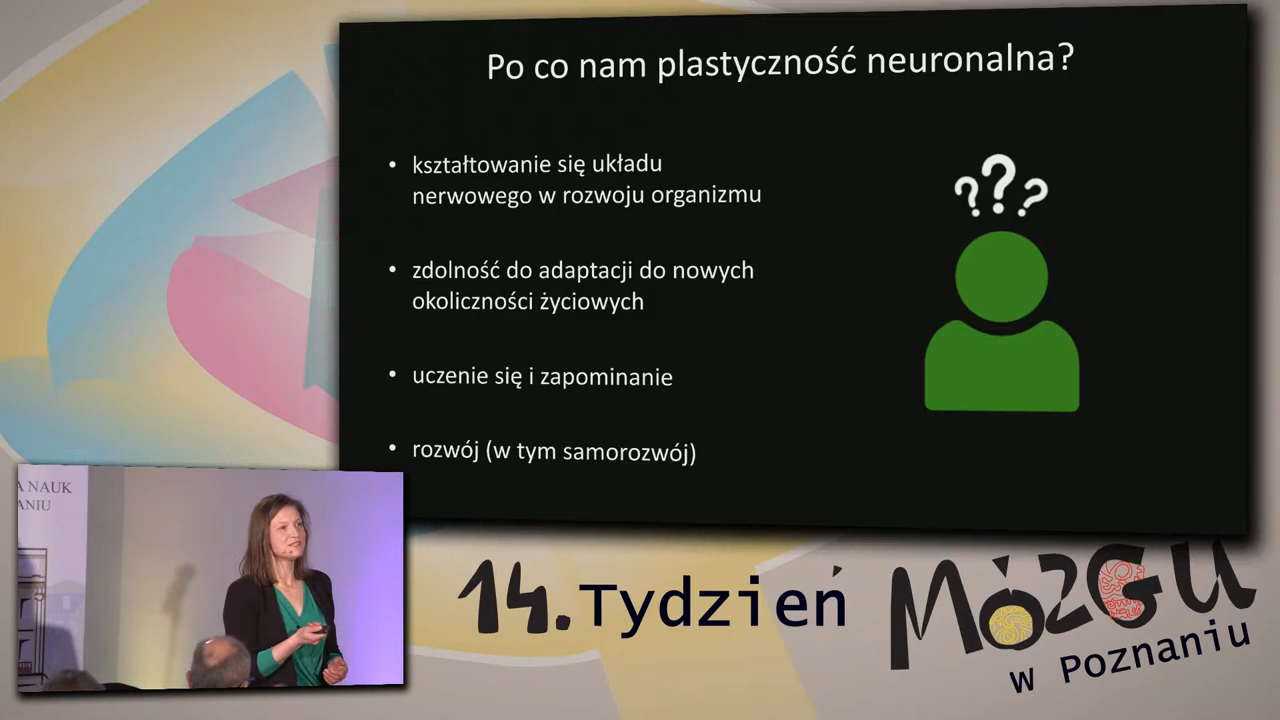 Po co nam plastyczność neuronalna?
• kształtowanie się układu
nerwowego w rozwoju organizmu
• zdolność do adaptacji do nowych
okoliczności życiowych
• uczenie się i zapominanie
• rozwój (w tym samorozwój)
???
A NAUK
ANIU
14. Tydzień
MÓZGU
w Poznaniu